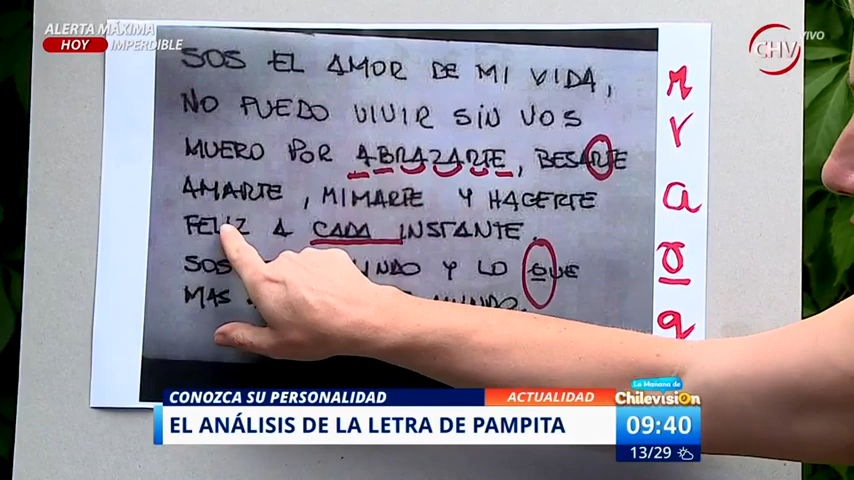 ALERTA MÁXIMA
HOY IMPERDIBLE
CHV
VIVO
SOS EL AMOR DE MI VIDA,
NO PUEDO VIVIR SIN VOS
MUERO POR ABRAZARTE, BESARTE
AMARTE, MIMARTE Y HACERTE
FELIZ A CADA INSTANTE.
SOS Y LO QUE
MAS MUNDO.
r
a
o
q
CONOZCA SU PERSONALIDAD
ACTUALIDAD
EL ANÁLISIS DE LA LETRA DE PAMPITA
La Mañana de
Chilevisión
09:40
13/29